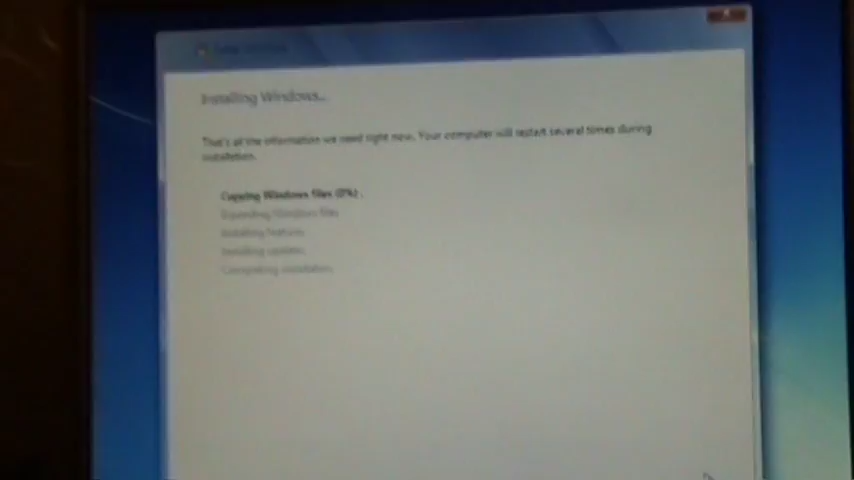 Installing Windows...
That's all the information we need right now. Your computer will restart several times during
installation.
Copying Windows files (0%) .
Expanding Windows files
Installing features
Installing updates
Completing installation